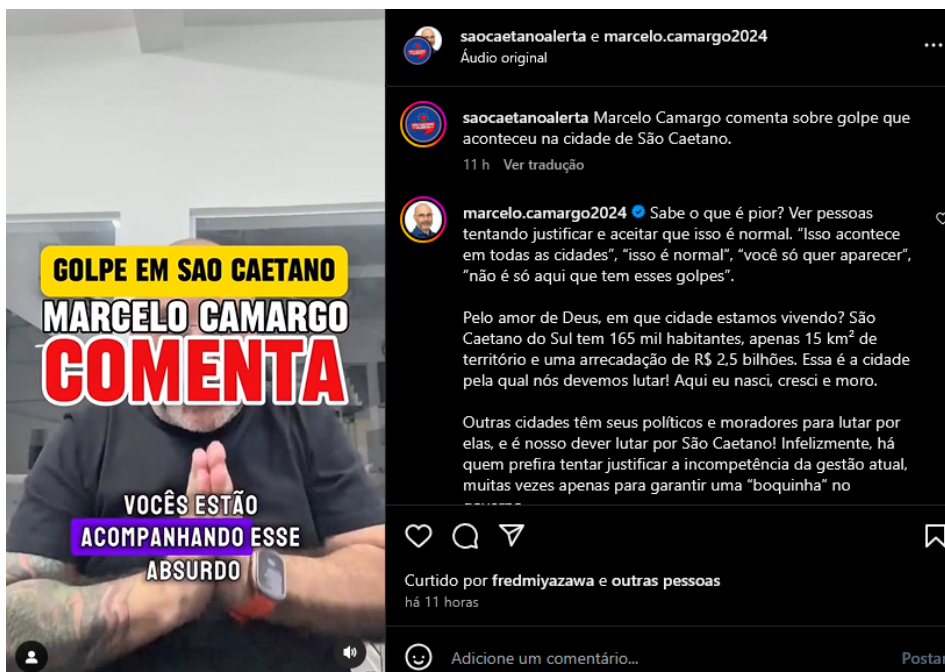 GOLPE EM SAO CAETANO
MARCELO CAMARGO
COMENTA
VOCÊS ESTÃO
ACOMPANHANDO ESSE
ABSURDO
saocaetanoalerta e marcelo.camargo2024
Áudio original
saocaetanoalerta Marcelo Camargo comenta sobre golpe que
aconteceu na cidade de São Caetano.
11 h Ver tradução
marcelo.camargo2024 Sabe o que é pior? Ver pessoas
tentando justificar e aceitar que isso é normal. “Isso acontece
em todas as cidades”, “isso é normal“, “você só quer aparecer”,
”não é só aqui que tem esses golpes”.
Pelo amor de Deus, em que cidade estamos vivendo? São
Caetano do Sul tem 165 mil habitantes, apenas 15 km² de
território e uma arrecadação de R$ 2,5 bilhões. Essa é a cidade
pela qual nós devemos lutar! Aqui eu nasci, cresci e moro.
Outras cidades têm seus políticos e moradores para lutar por
elas, e é nosso dever lutar por São Caetano! Infelizmente, há
quem prefira tentar justificar a incompetência da gestão atual,
muitas vezes apenas para garantir uma “boquinha” no
Curtido por fredmiyazawa e outras pessoas
há 11 horas
Adicione um comentário...
Postar